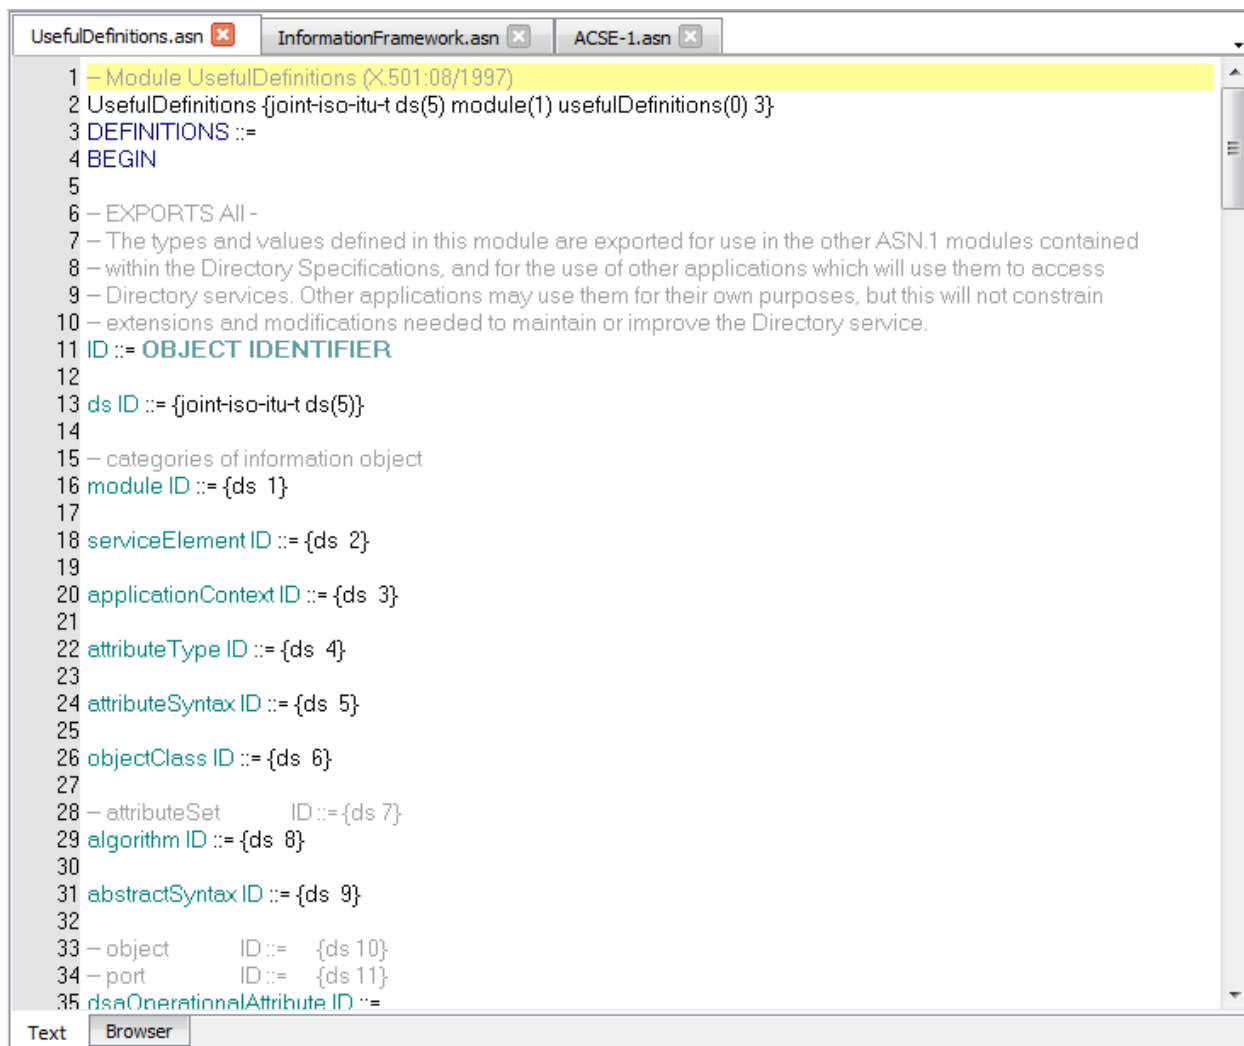 UsefulDefinitions.asn InformationFramework.asn ACSE-1.asn
1 -- Module UsefulDefinitions (X.501:08/1997)
2 UsefulDefinitions {joint-iso-itu-t ds(5) module(1) usefulDefinitions(0) 3}
3 DEFINITIONS ::=
4 BEGIN
5
6 -- EXPORTS All -
7 -- The types and values defined in this module are exported for use in the other ASN.1 modules contained
8 -- within the Directory Specifications, and for the use of other applications which will use them to access
9 -- Directory services. Other applications may use them for their own purposes, but this will not constrain
10 -- extensions and modifications needed to maintain or improve the Directory service.
11 ID ::= OBJECT IDENTIFIER
12
13 ds ID ::= {joint-iso-itu-t ds(5)}
14
15 -- categories of information object
16 module ID ::= {ds 1}
17
18 serviceElement ID ::= {ds 2}
19
20 applicationContext ID ::= {ds 3}
21
22 attributeType ID ::= {ds 4}
23
24 attributeSyntax ID ::= {ds 5}
25
26 objectClass ID ::= {ds 6}
27
28 -- attributeSet ID ::= {ds 7}
29 algorithm ID ::= {ds 8}
30
31 abstractSyntax ID ::= {ds 9}
32
33 -- object ID ::= {ds 10}
34 -- port ID ::= {ds 11}
35 dsaOperationalAttribute ID ::=
Text Browser